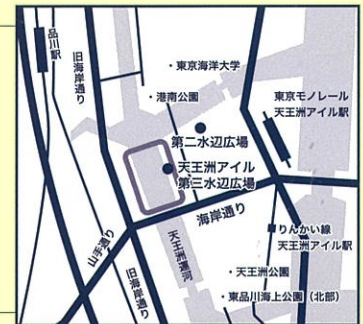 品川駅
旧海岸通り
・東京海洋大学
・港南公園
東京モノレール
天王洲アイル駅
第二水辺広場
天王洲アイル
第三水辺広場
海岸通り
山手通り
旧海岸通り
天王洲運河
りんかい線
天王洲アイル駅
・天王洲公園
・東品川海上公園（北部）